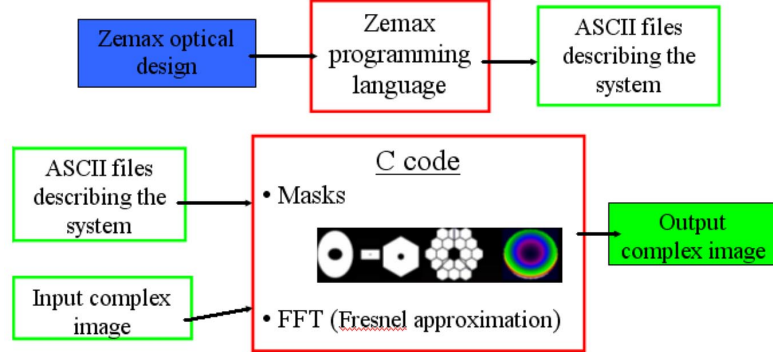 Zemax optical
design
Zemax
programming
language
ASCII files
describing the
system
ASCII files
describing the
system
Input complex
image
C code
• Masks
• FFT (Fresnel approximation)
Output
complex image